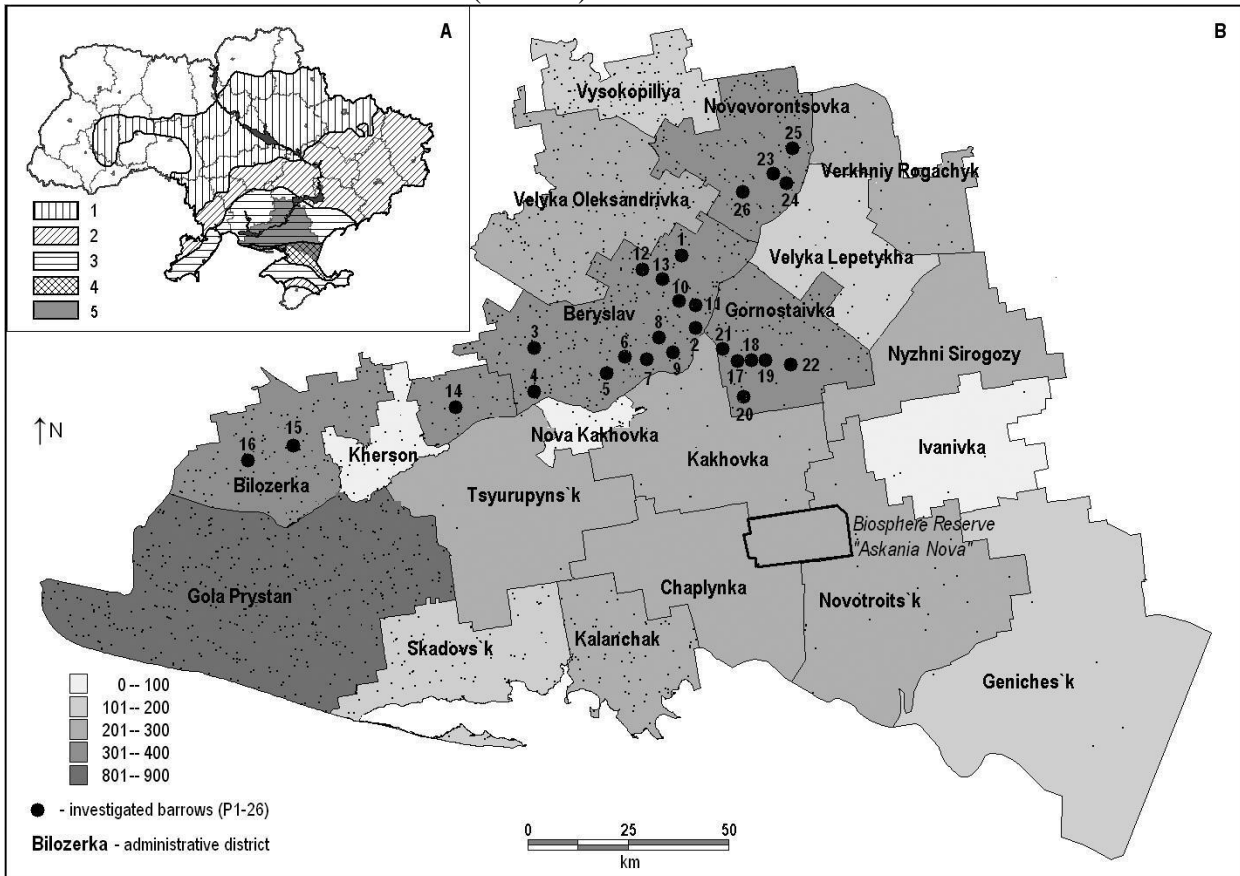 A
1
2
3
4
5
B
Vysokopillya
Novovorontsovka
25
23
Verkhniy Rogachyk
24
26
Velyka Oleksandrivka
1
12
13
Velyka Lepetykha
10
11
Gornostaivka
Beryslav
8
3
2
21
18
6
Nyzhni Sirogozy
9
17
19
22
7
5
4
14
20
Nova Kakhovka
↑N
15
16
Kherson
Ivanivka
Kakhovka
Bilozerka
Tsyurupyns`k
Biosphere Reserve
"Askania Nova"
Chaplynka
Gola Prystan
Novotroits`k
Skadovs`k
Kalanchak
Geniches`k
0 -- 100
101 -- 200
201 -- 300
301 -- 400
801 -- 900
- investigated barrows (P1-26)
Bilozerka - administrative district
0 25 50
km